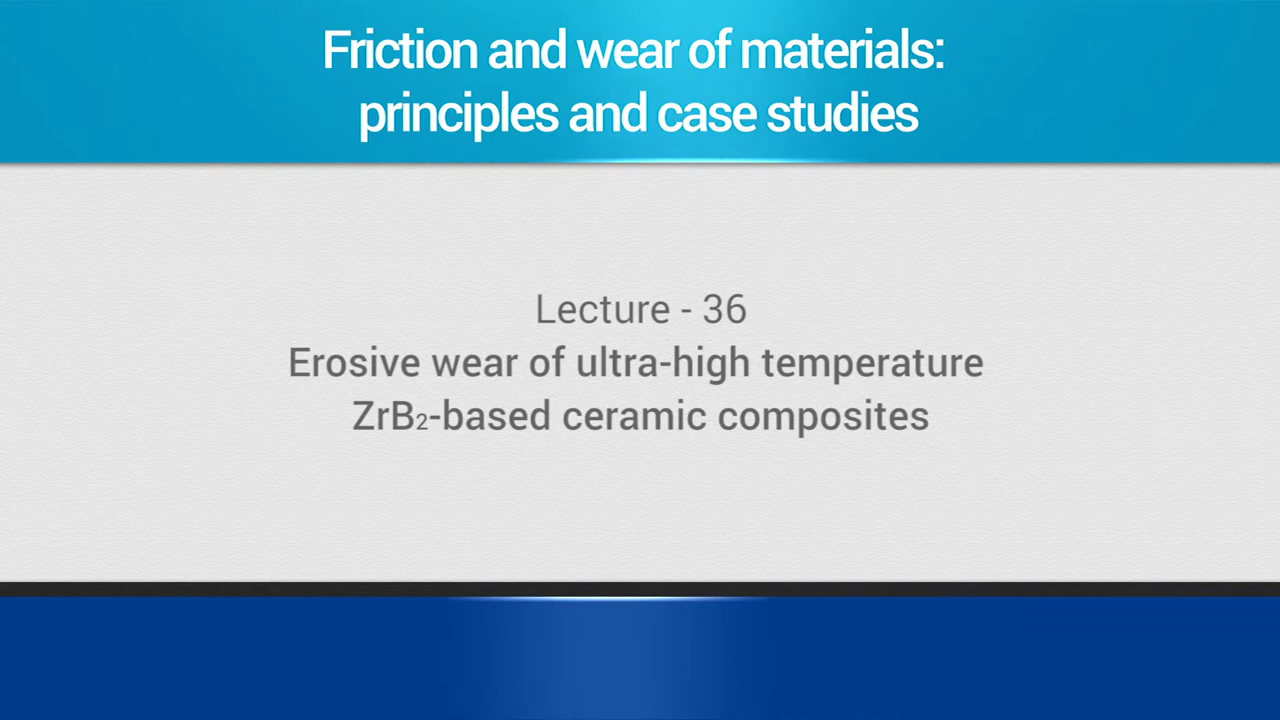 Friction and wear of materials:
principles and case studies
Lecture - 36
Erosive wear of ultra-high temperature
ZrB₂-based ceramic composites